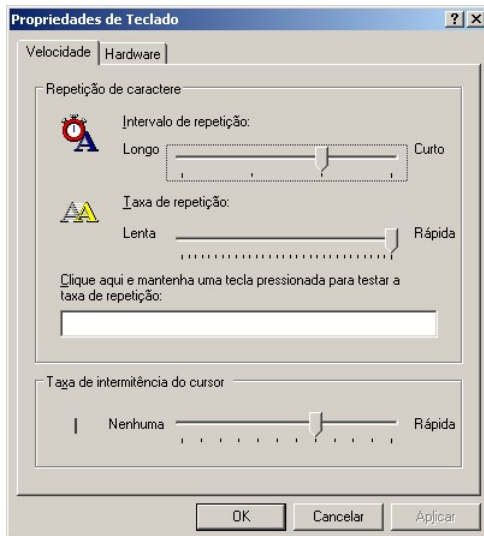 Propriedades de Teclado
Velocidade Hardware
Repetição de caractere
Intervalo de repetição:
Longo Curto
Taxa de repetição:
Lenta Rápida
Clique aqui e mantenha uma tecla pressionada para testar a
taxa de repetição:
Taxa de intermitência do cursor
Nenhuma Rápida
OK Cancelar Aplicar